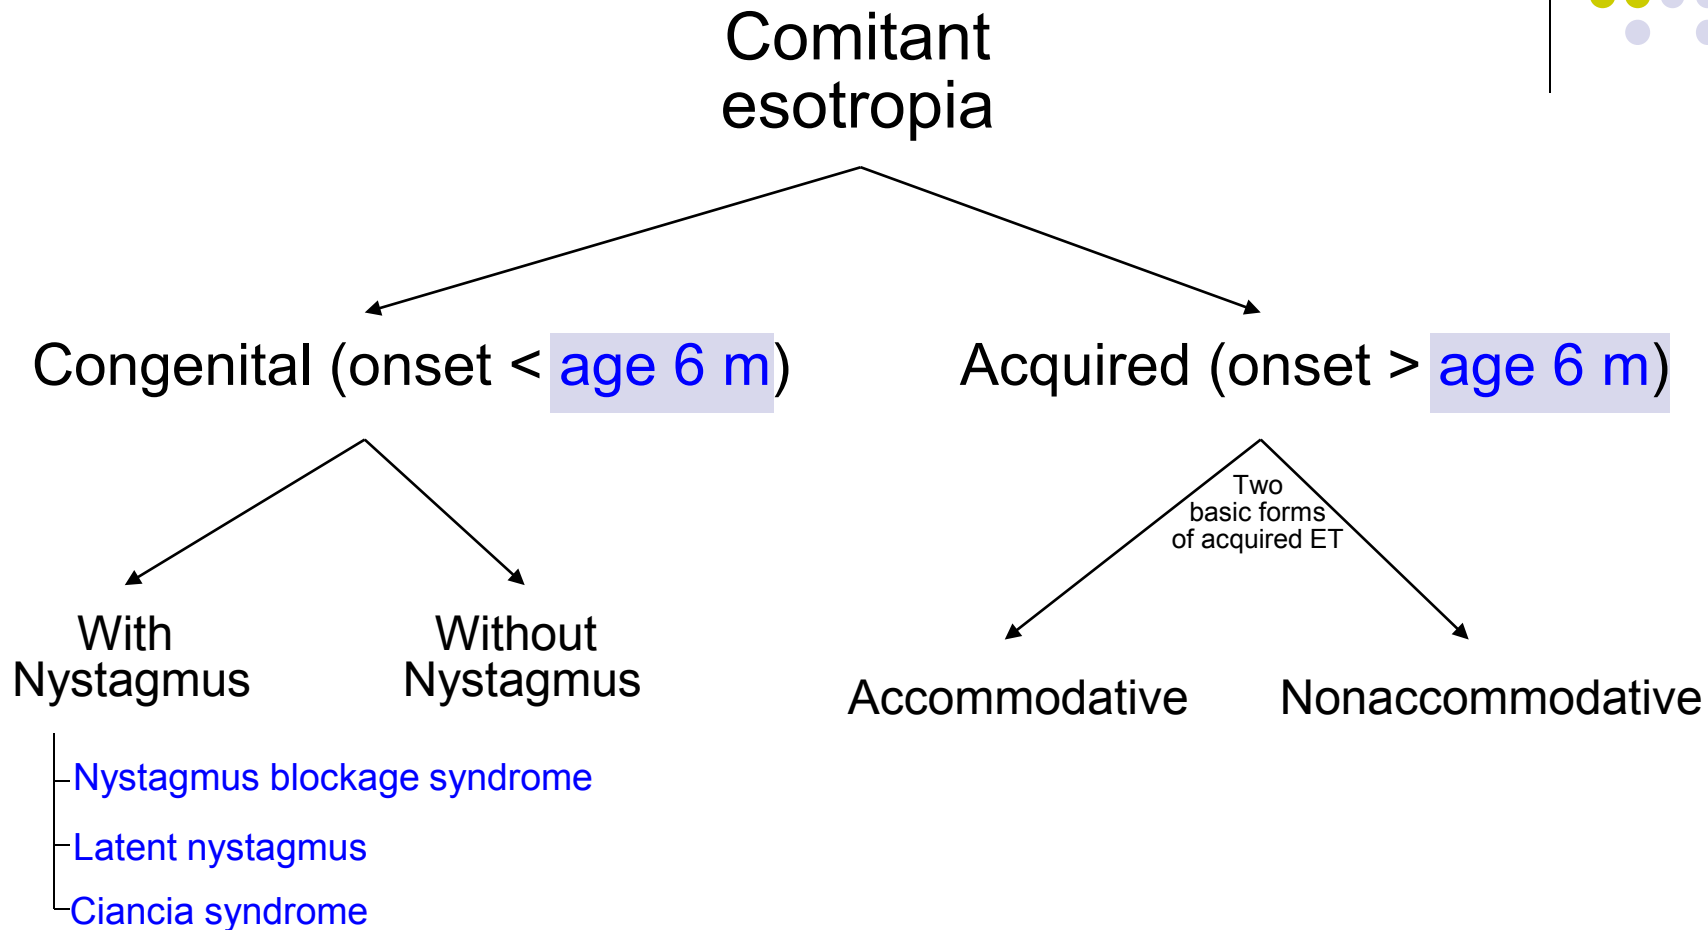 Comitant
esotropia
Congenital (onset < age 6 m)
Acquired (onset > age 6 m)
Two
basic forms
of acquired ET
With
Nystagmus
Without
Nystagmus
Accommodative
Nonaccommodative
Nystagmus blockage syndrome
Latent nystagmus
Ciancia syndrome